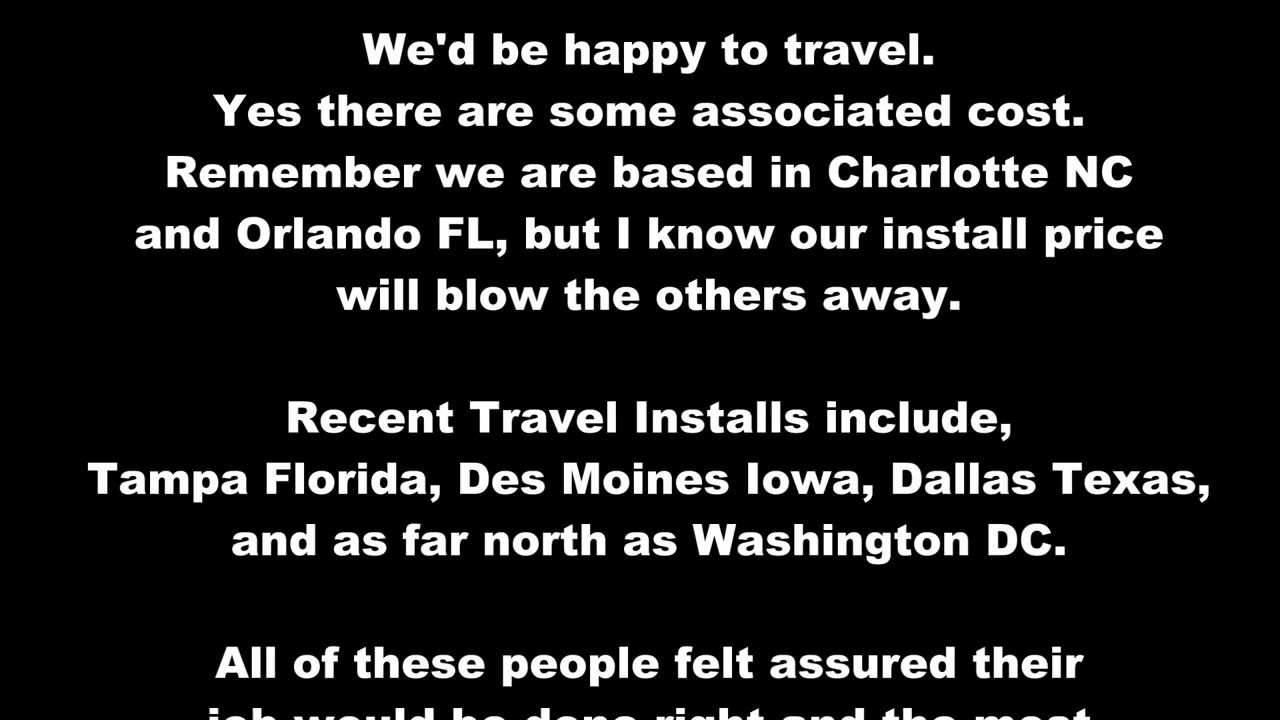 We'd be happy to travel.
Yes there are some associated cost.
Remember we are based in Charlotte NC
and Orlando FL, but I know our install price
will blow the others away.
Recent Travel Installs include,
Tampa Florida, Des Moines Iowa, Dallas Texas,
and as far north as Washington DC.
All of these people felt assured their
job would be done right and the most